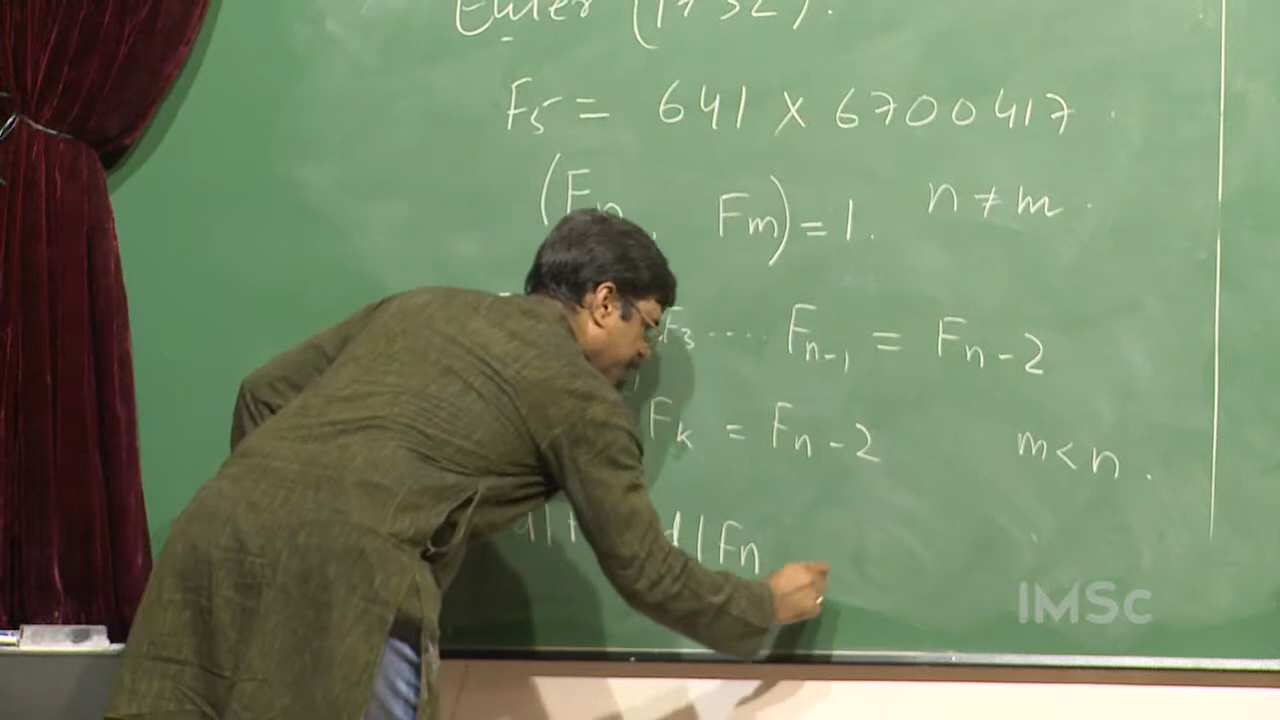 Euler (1732).
F5 = 641 × 6700417
(Fn, Fm) = 1. n ≠ m.
F3 .... Fn-1 = Fn - 2
Fk = Fn - 2 m < n.
d | Fn
IMSc